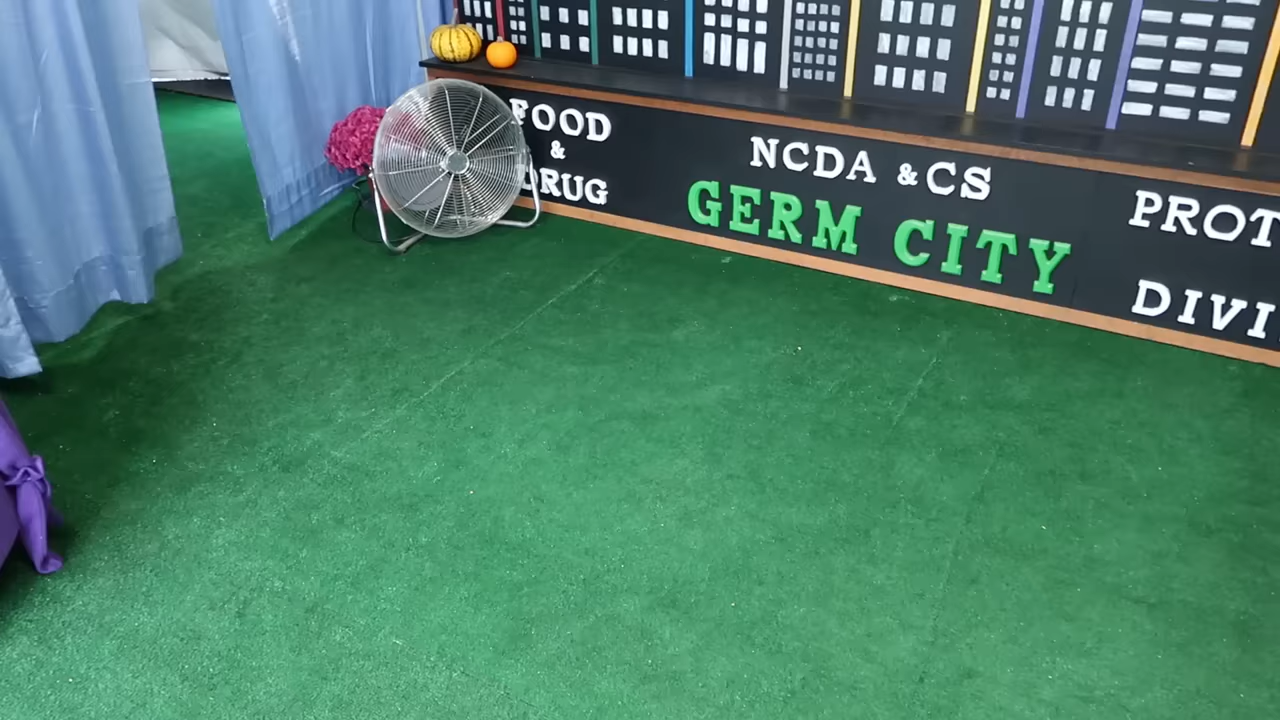 FOOD
&
DRUG
NCDA & CS
GERM CITY
PROT
DIVI